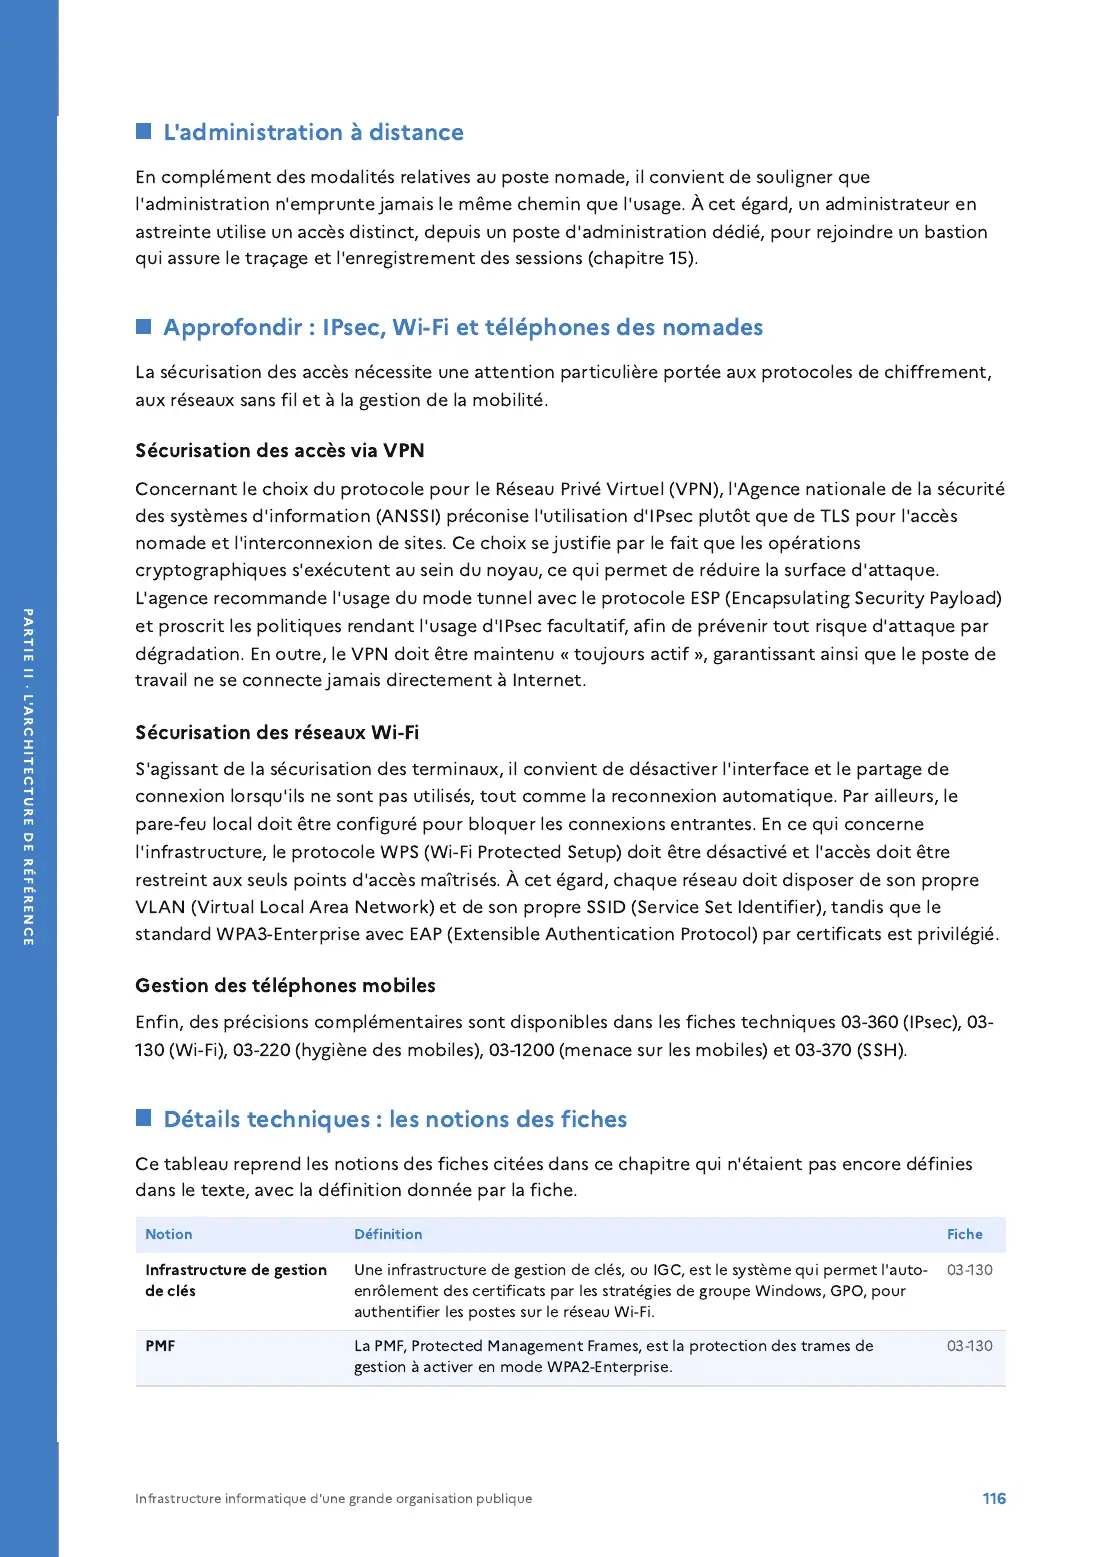 L'administration à distance
En complément des modalités relatives au poste nomade, il convient de souligner que
l'administration n'emprunte jamais le même chemin que l'usage. À cet égard, un administrateur en
astreinte utilise un accès distinct, depuis un poste d'administration dédié, pour rejoindre un bastion
qui assure le traçage et l'enregistrement des sessions (chapitre 15).
Approfondir : IPsec, Wi-Fi et téléphones des nomades
La sécurisation des accès nécessite une attention particulière portée aux protocoles de chiffrement,
aux réseaux sans fil et à la gestion de la mobilité.
Sécurisation des accès via VPN
Concernant le choix du protocole pour le Réseau Privé Virtuel (VPN), l'Agence nationale de la sécurité
des systèmes d'information (ANSSI) préconise l'utilisation d'IPsec plutôt que de TLS pour l'accès
nomade et l'interconnexion de sites. Ce choix se justifie par le fait que les opérations
cryptographiques s'exécutent au sein du noyau, ce qui permet de réduire la surface d'attaque.
L'agence recommande l'usage du mode tunnel avec le protocole ESP (Encapsulating Security Payload)
et proscrit les politiques rendant l'usage d'IPsec facultatif, afin de prévenir tout risque d'attaque par
dégradation. En outre, le VPN doit être maintenu « toujours actif », garantissant ainsi que le poste de
travail ne se connecte jamais directement à Internet.
Sécurisation des réseaux Wi-Fi
S'agissant de la sécurisation des terminaux, il convient de désactiver l'interface et le partage de
connexion lorsqu'ils ne sont pas utilisés, tout comme la reconnexion automatique. Par ailleurs, le
pare-feu local doit être configuré pour bloquer les connexions entrantes. En ce qui concerne
l'infrastructure, le protocole WPS (Wi-Fi Protected Setup) doit être désactivé et l'accès doit être
restreint aux seuls points d'accès maîtrisés. À cet égard, chaque réseau doit disposer de son propre
VLAN (Virtual Local Area Network) et de son propre SSID (Service Set Identifier), tandis que le
standard WPA3-Enterprise avec EAP (Extensible Authentication Protocol) par certificats est privilégié.
Gestion des téléphones mobiles
Enfin, des précisions complémentaires sont disponibles dans les fiches techniques 03-360 (IPsec), 03-
130 (Wi-Fi), 03-220 (hygiène des mobiles), 03-1200 (menace sur les mobiles) et 03-370 (SSH).
Détails techniques : les notions des fiches
Ce tableau reprend les notions des fiches citées dans ce chapitre qui n'étaient pas encore définies
dans le texte, avec la définition donnée par la fiche.
Notion Définition Fiche
Infrastructure de gestion Une infrastructure de gestion de clés, ou IGC, est le système qui permet l'auto- 03-130
de clés enrôlement des certificats par les stratégies de groupe Windows, GPO, pour
authentifier les postes sur le réseau Wi-Fi.
PMF La PMF, Protected Management Frames, est la protection des trames de 03-130
gestion à activer en mode WPA2-Enterprise.
Infrastructure informatique d'une grande organisation publique 116
PARTIE II · L'ARCHITECTURE DE RÉFÉRENCE